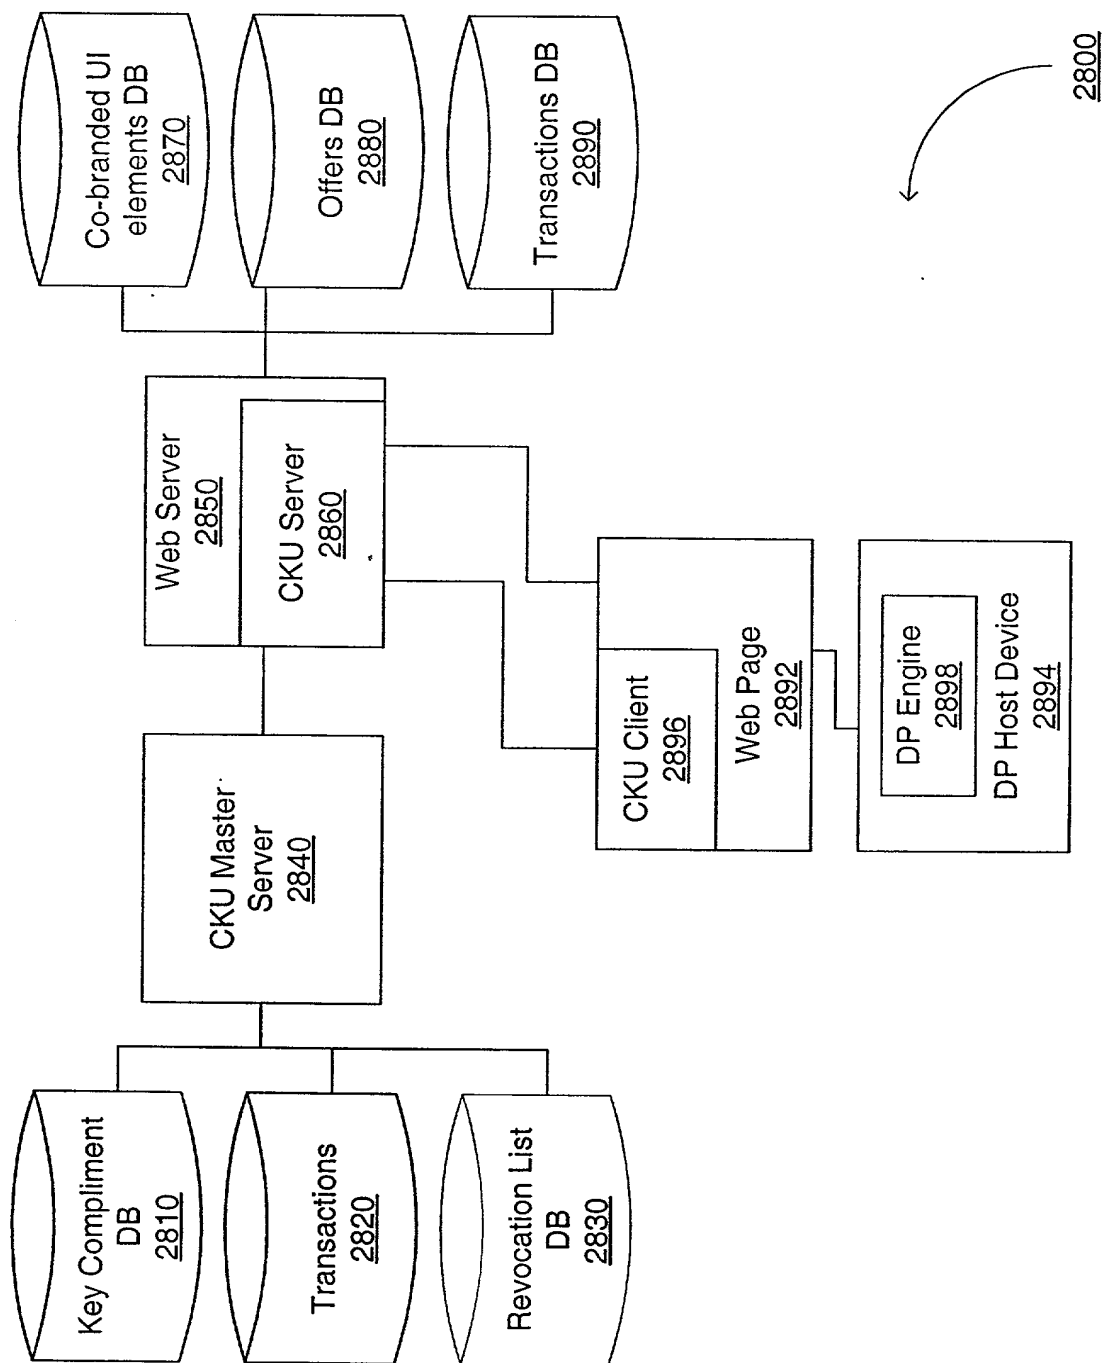 Key Compliment
DB
2810
Transactions
2820
Revocation List
DB
2830
CKU Master
Server
2840
Web Server
2850
CKU Server
2860
Co-branded UI
elements DB
2870
Offers DB
2880
Transactions DB
2890
CKU Client
2896
Web Page
2892
DP Engine
2898
DP Host Device
2894
2800